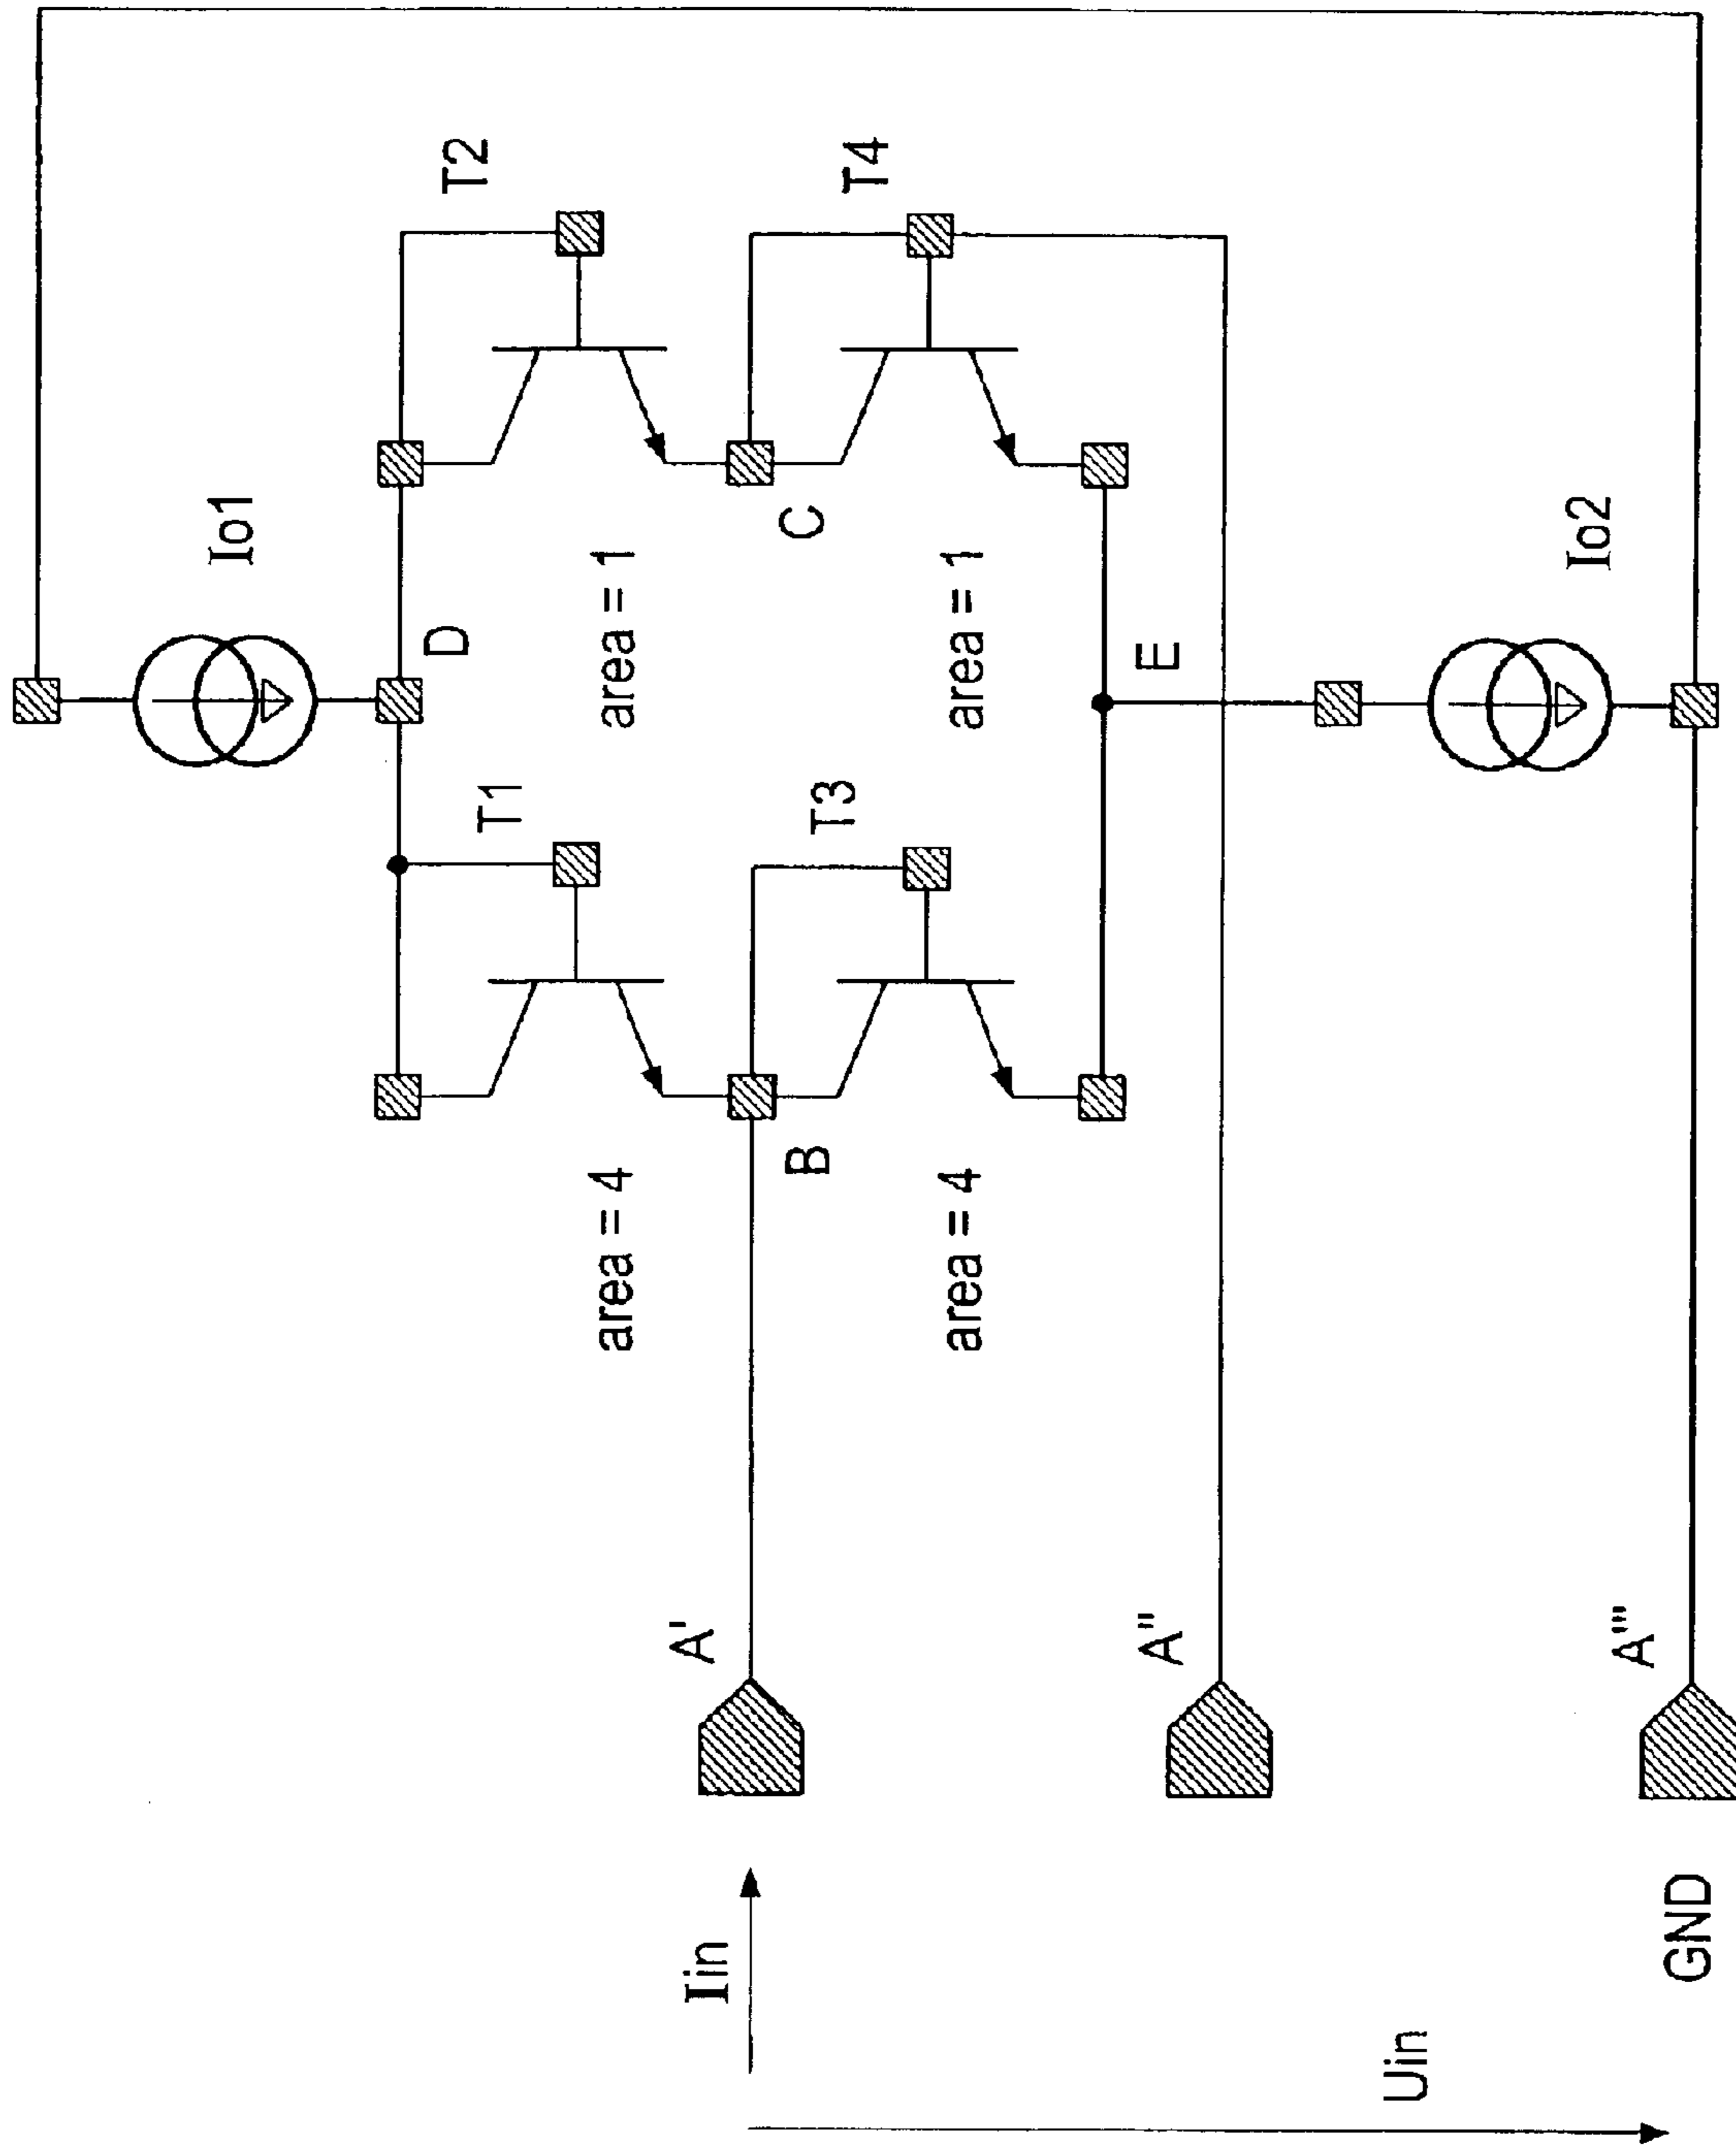 Io1
D
T1
T2
area = 4
area = 1
B
C
T3
T4
area = 4
area = 1
E
Io2
Iin
A'
A"
Uin
GND
A'"